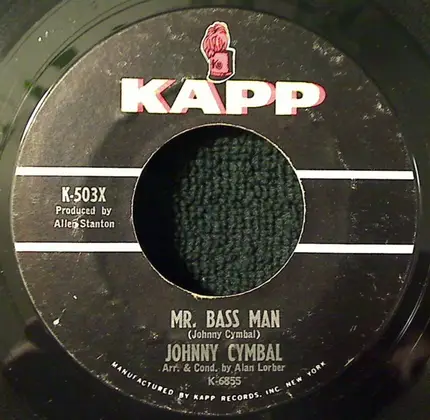 KAPP
K-503X
Produced by
Allen Stanton
MR. BASS MAN
(Johnny Cymbal)
JOHNNY CYMBAL
Arr. & Cond. by Alan Lorber
K-6855
MANUFACTURED BY KAPP RECORDS, INC. NEW YORK